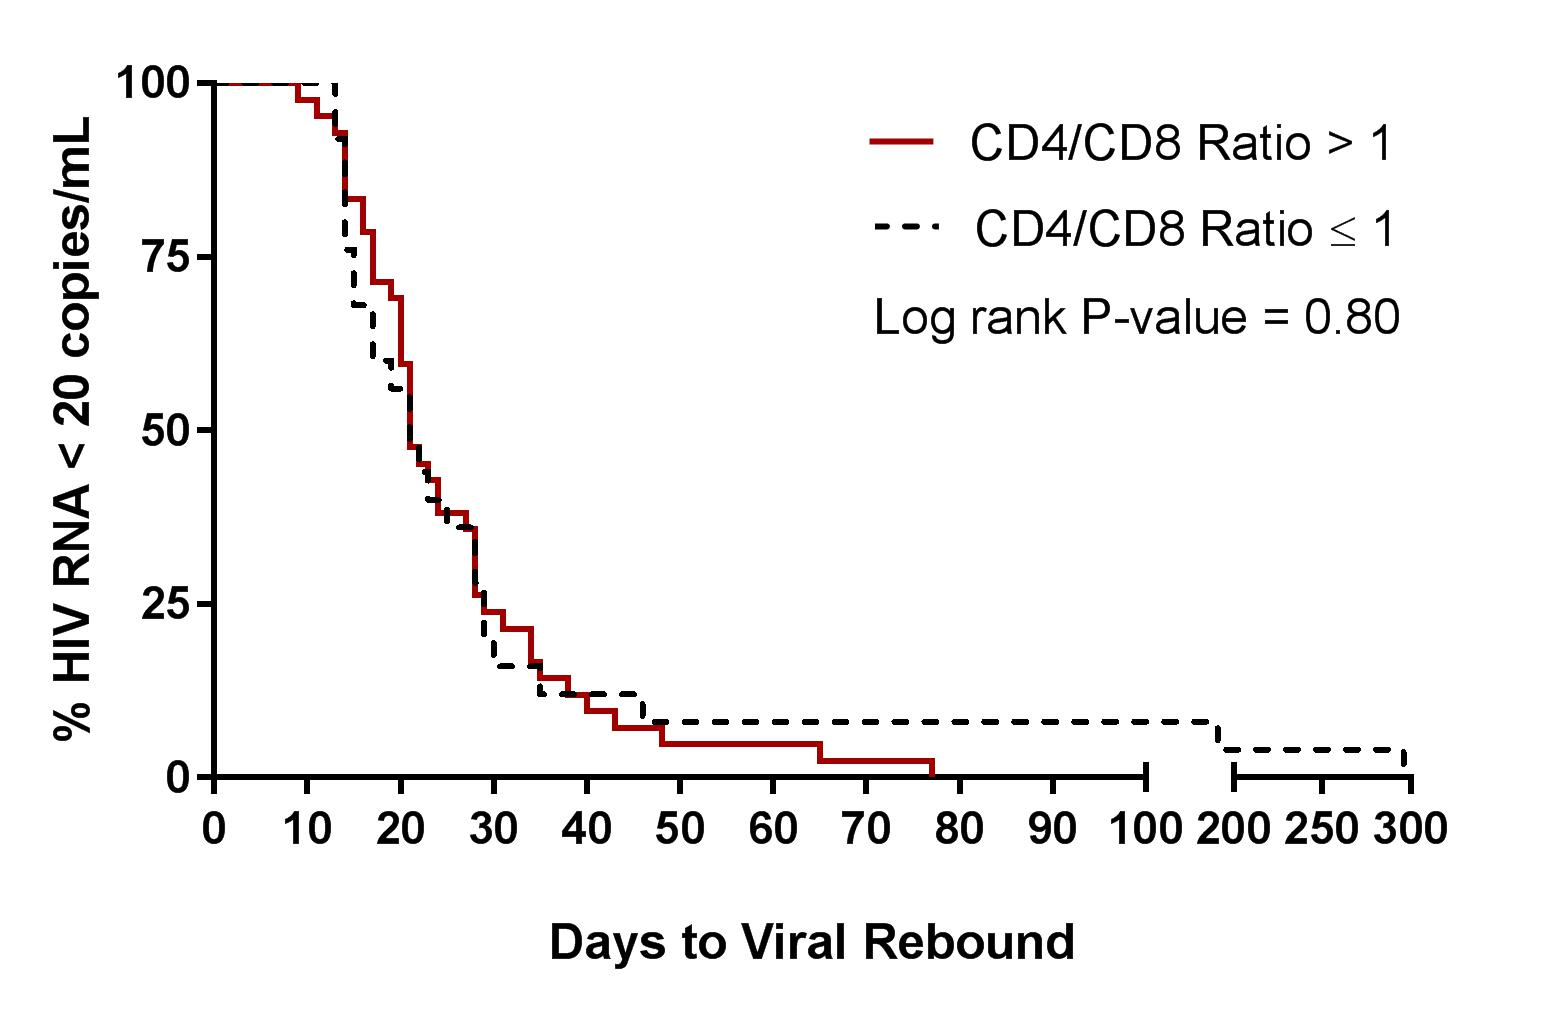 % HIV RNA < 20 copies/mL
100
75
50
25
0
CD4/CD8 Ratio > 1
CD4/CD8 Ratio ≤ 1
Log rank P-value = 0.80
0 10 20 30 40 50 60 70 80 90 100 200 250 300
Days to Viral Rebound